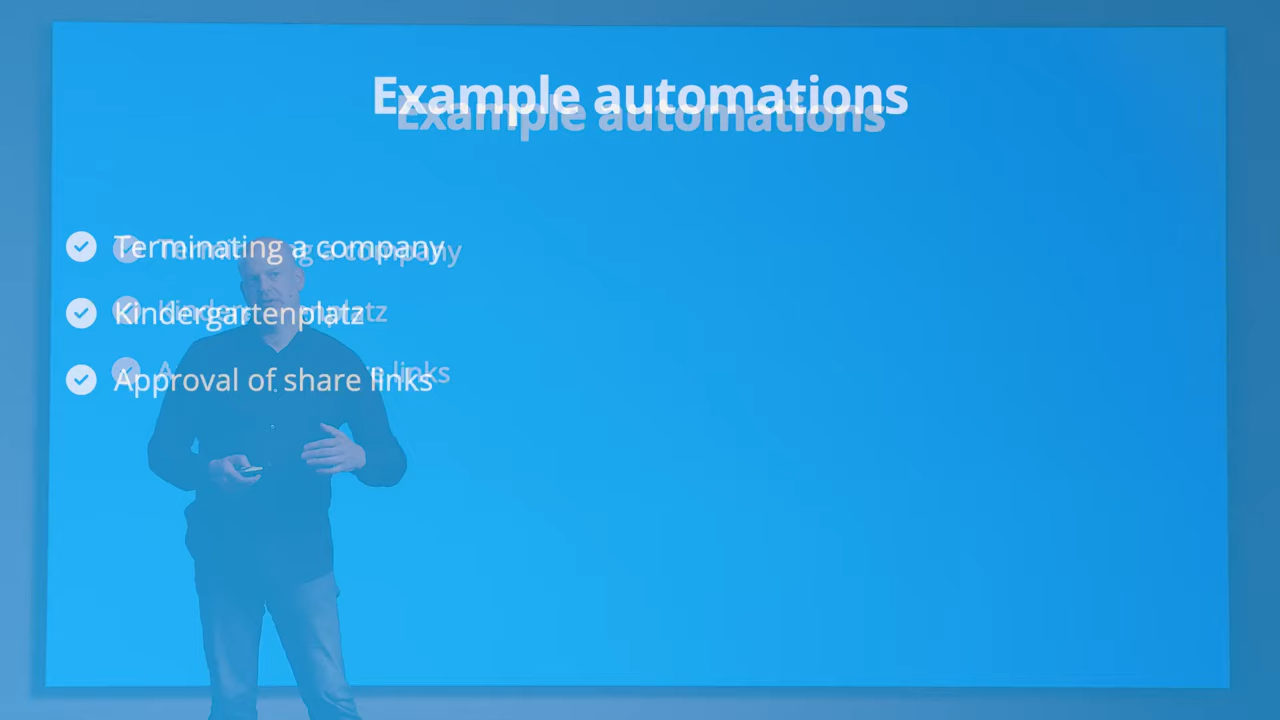 Example automations
Terminating a company
Kindergartenplatz
Approval of share links